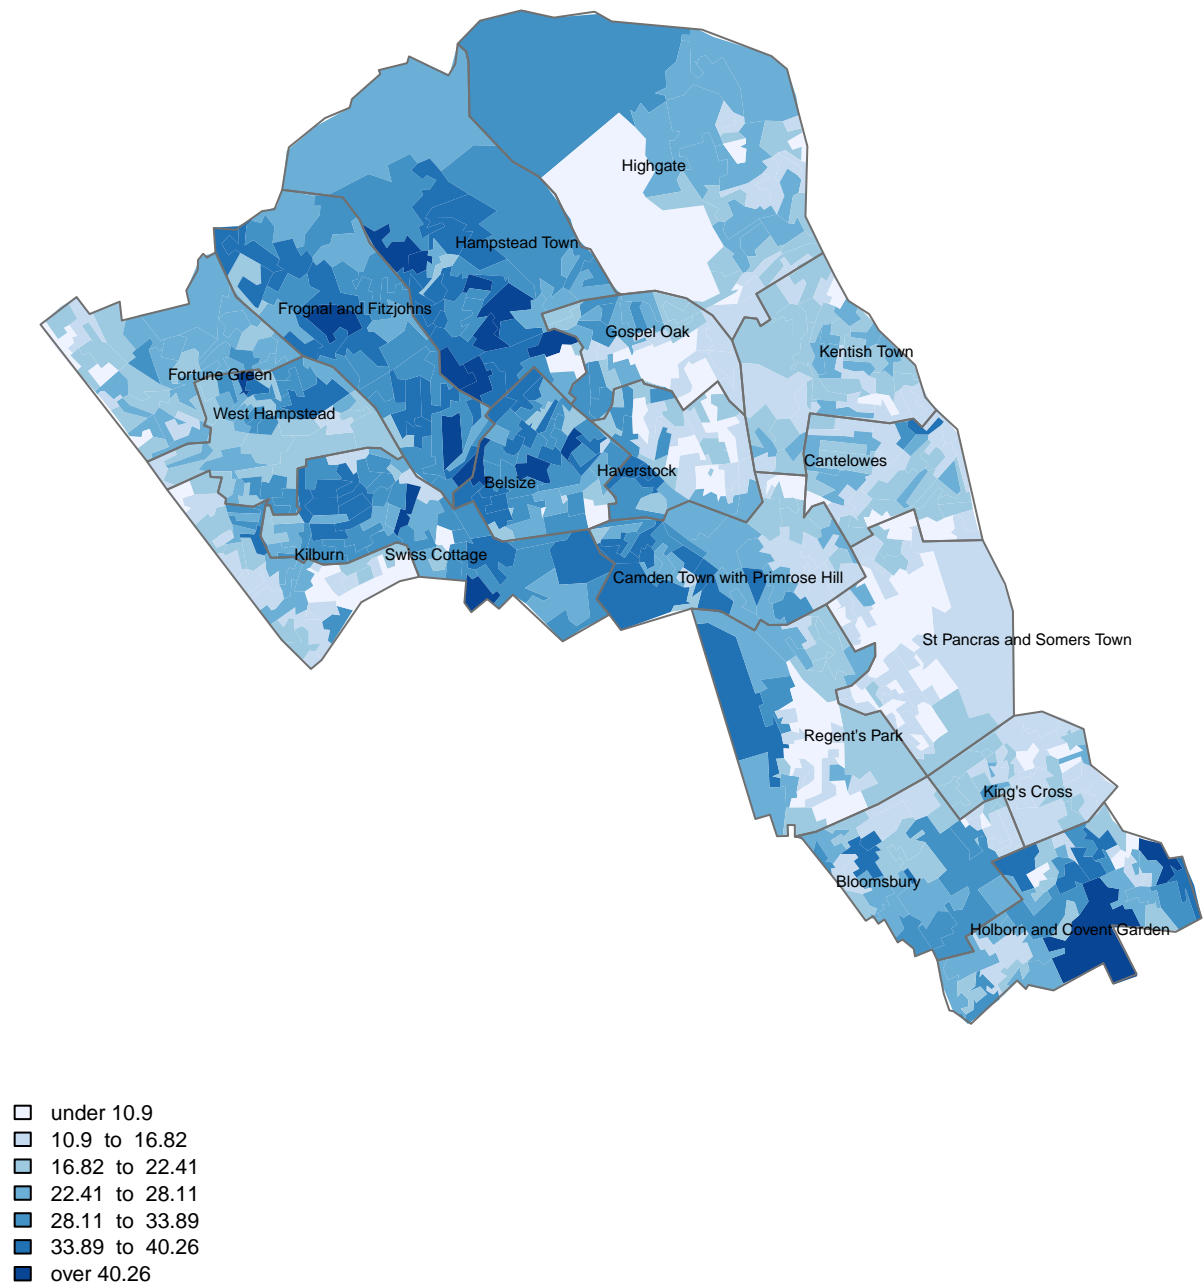 Highgate
Hampstead Town
Frognal and Fitzjohns
Gospel Oak
Kentish Town
Fortune Green
West Hampstead
Cantelowes
Haverstock
Belsize
Kilburn
Swiss Cottage
Camden Town with Primrose Hill
St Pancras and Somers Town
Regent's Park
King's Cross
Bloomsbury
Holborn and Covent Garden
under 10.9
10.9 to 16.82
16.82 to 22.41
22.41 to 28.11
28.11 to 33.89
33.89 to 40.26
over 40.26